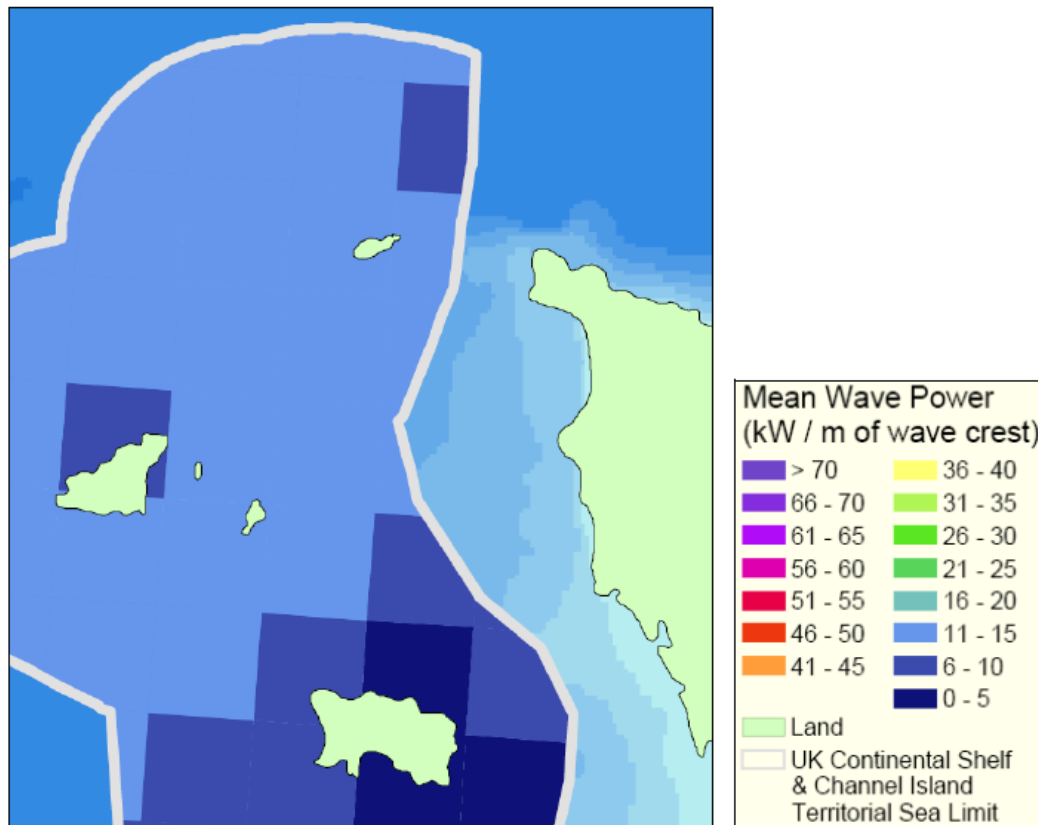 Mean Wave Power
(kW / m of wave crest)
> 70
66 - 70
61 - 65
56 - 60
51 - 55
46 - 50
41 - 45
36 - 40
31 - 35
26 - 30
21 - 25
16 - 20
11 - 15
6 - 10
0 - 5
Land
UK Continental Shelf
& Channel Island
Territorial Sea Limit